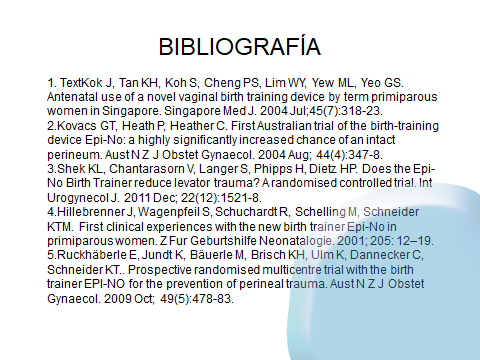 BIBLIOGRAFÍA
1. TextKok J, Tan KH, Koh S, Cheng PS, Lim WY, Yew ML, Yeo GS.
Antenatal use of a novel vaginal birth training device by term primiparous
women in Singapore. Singapore Med J. 2004 Jul;45(7):318-23.
2.Kovacs GT, Heath P, Heather C. First Australian trial of the birth-training
device Epi-No: a highly significantly increased chance of an intact
perineum. Aust N Z J Obstet Gynaecol. 2004 Aug; 44(4):347-8.
3.Shek KL, Chantarasorn V, Langer S, Phipps H, Dietz HP. Does the Epi-
No Birth Trainer reduce levator trauma? A randomised controlled trial. Int
Urogynecol J. 2011 Dec; 22(12):1521-8.
4.Hillebrenner J, Wagenpfeil S, Schuchardt R, Schelling M, Schneider
KTM. First clinical experiences with the new birth trainer Epi-No in
primiparous women. Z Fur Geburtshilfe Neonatalogie. 2001; 205: 12–19.
5.Ruckhäberle E, Jundt K, Bäuerle M, Brisch KH, Ulm K, Dannecker C,
Schneider KT.. Prospective randomised multicentre trial with the birth
trainer EPI-NO for the prevention of perineal trauma. Aust N Z J Obstet
Gynaecol. 2009 Oct; 49(5):478-83.